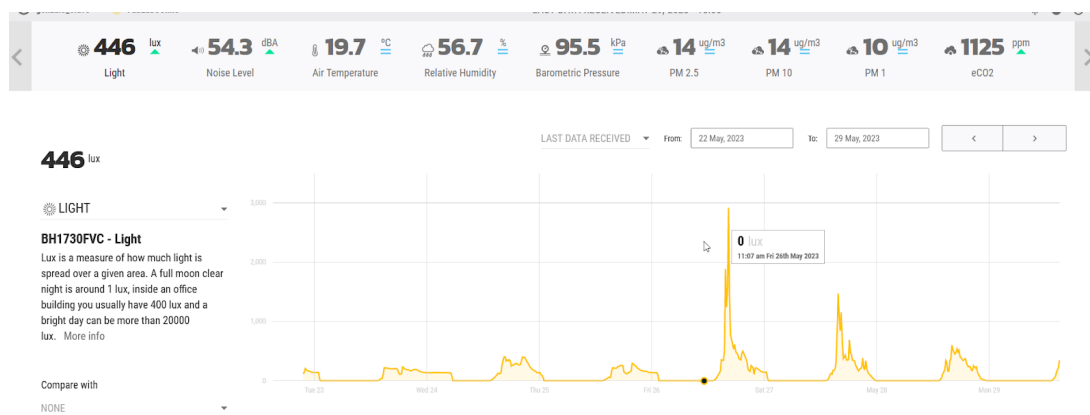 446 lux
Light
54.3 dBA
Noise Level
19.7 °C
Air Temperature
56.7 %
Relative Humidity
95.5 kPa
Barometric Pressure
14 ug/m3
PM 2.5
14 ug/m3
PM 10
10 ug/m3
PM 1
1125 ppm
eCO2
LAST DATA RECEIVED
From:
22 May, 2023
To:
29 May, 2023
446 lux
LIGHT
BH1730FVC - Light
Lux is a measure of how much light is
spread over a given area. A full moon clear
night is around 1 lux, inside an office
building you usually have 400 lux and a
bright day can be more than 20000
lux. More info
Compare with
NONE
3,000
2,000
1,000
0
0 lux
11:07 am Fri 26th May 2023
Tue 23
Wed 24
Thu 25
Fri 26
Sat 27
May 28
Mon 29